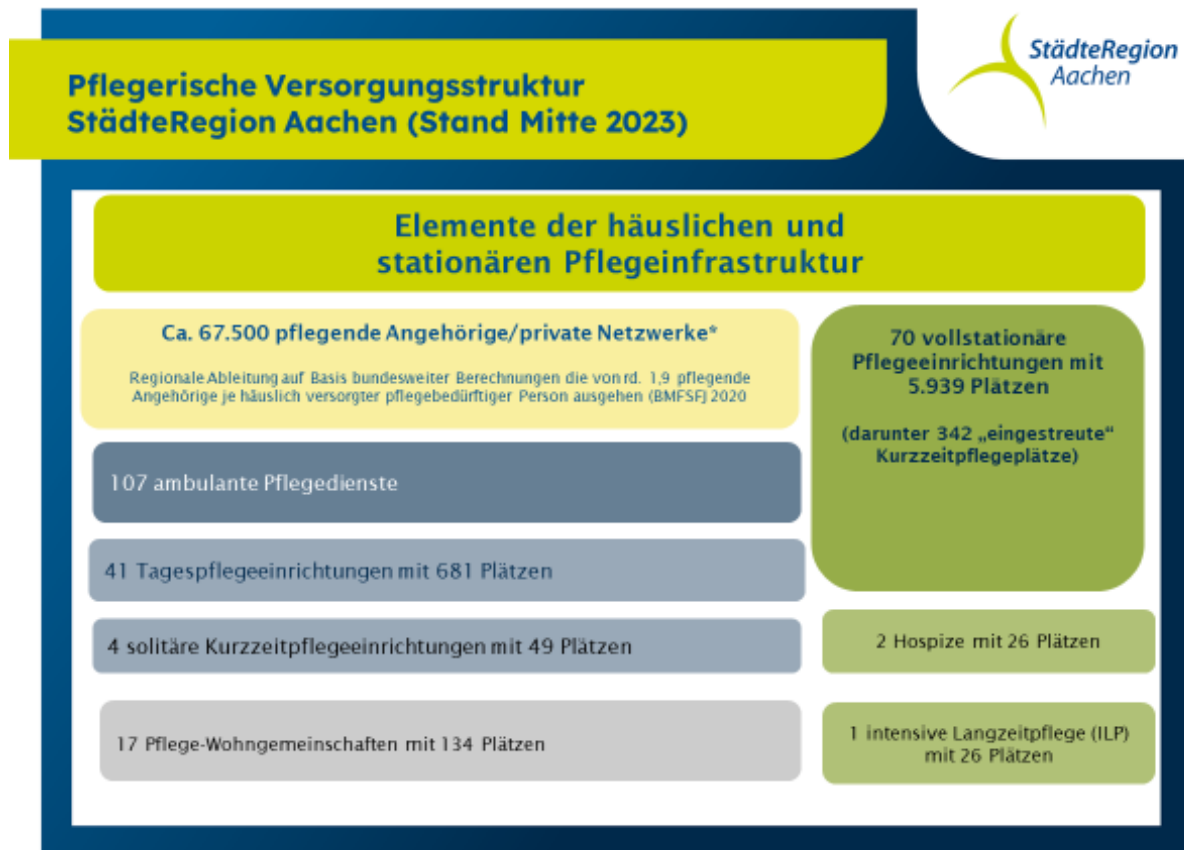 Pflegerische Versorgungsstruktur
StädteRegion Aachen (Stand Mitte 2023)
StädteRegion
Aachen
Elemente der häuslichen und
stationären Pflegeinfrastruktur
Ca. 67.500 pflegende Angehörige/private Netzwerke*
Regionale Ableitung auf Basis bundesweiter Berechnungen die von rd. 1,9 pflegende
Angehörige je häuslich versorgter pflegebedürftiger Person ausgehen (BMFSFJ 2020
107 ambulante Pflegedienste
41 Tagespflegeeinrichtungen mit 681 Plätzen
4 solitäre Kurzzeitpflegeeinrichtungen mit 49 Plätzen
17 Pflege-Wohngemeinschaften mit 134 Plätzen
70 vollstationäre
Pflegeeinrichtungen mit
5.939 Plätzen
(darunter 342 „eingestreute“
Kurzzeitpflegeplätze)
2 Hospize mit 26 Plätzen
1 intensive Langzeitpflege (ILP)
mit 26 Plätzen